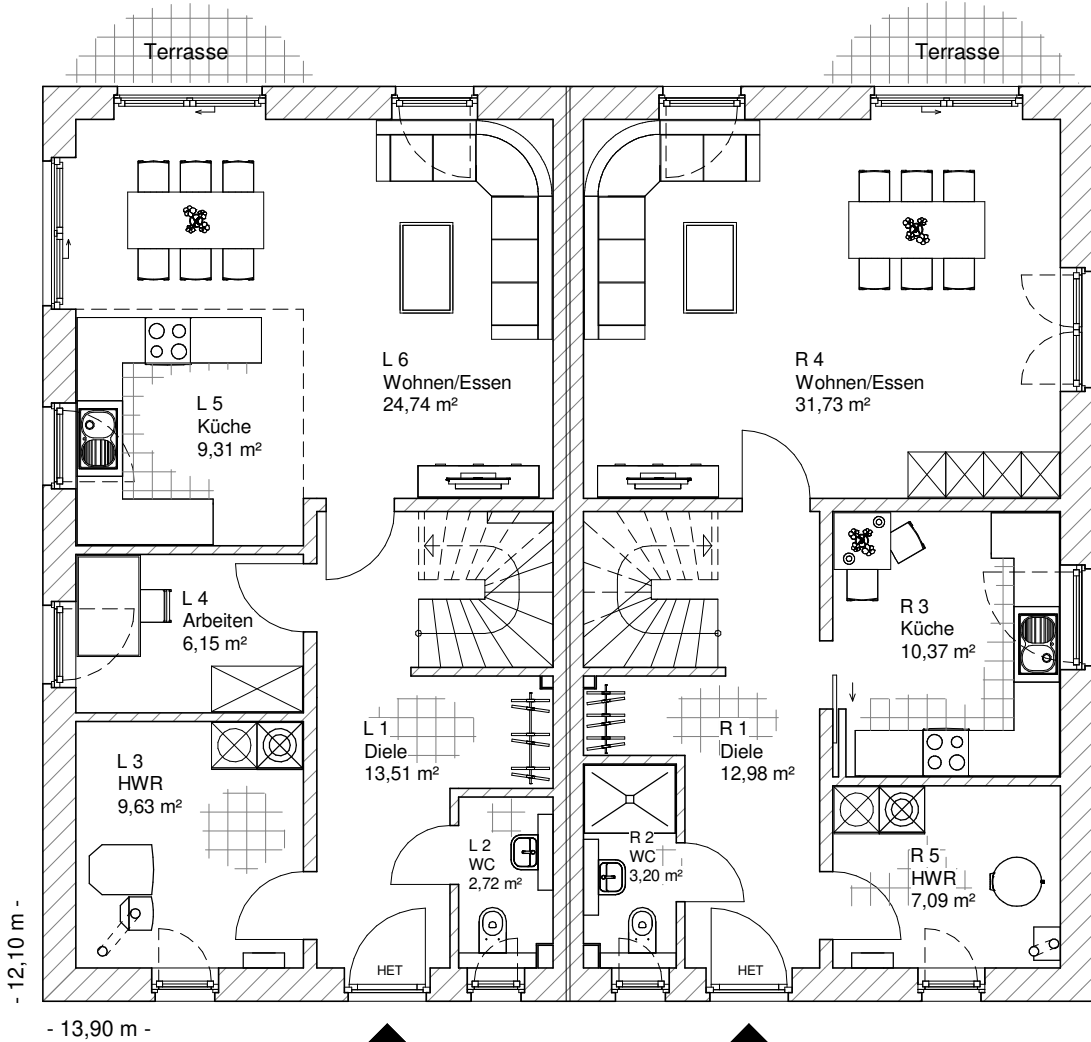 Terrasse
Terrasse
L 6
Wohnen/Essen
24,74 m²
R 4
Wohnen/Essen
31,73 m²
L 5
Küche
9,31 m²
L 4
Arbeiten
6,15 m²
R 3
Küche
10,37 m²
L 3
HWR
9,63 m²
L 1
Diele
13,51 m²
R 1
Diele
12,98 m²
L 2
WC
2,72 m²
R 2
WC
3,20 m²
R 5
HWR
7,09 m²
HET
HET
- 12,10 m -
- 13,90 m -